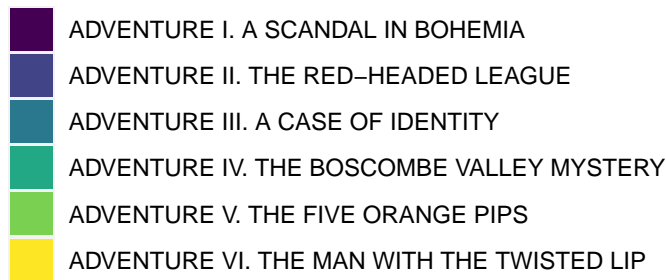 ADVENTURE I. A SCANDAL IN BOHEMIA
ADVENTURE II. THE RED−HEADED LEAGUE
ADVENTURE III. A CASE OF IDENTITY
ADVENTURE IV. THE BOSCOMBE VALLEY MYSTERY
ADVENTURE V. THE FIVE ORANGE PIPS
ADVENTURE VI. THE MAN WITH THE TWISTED LIP